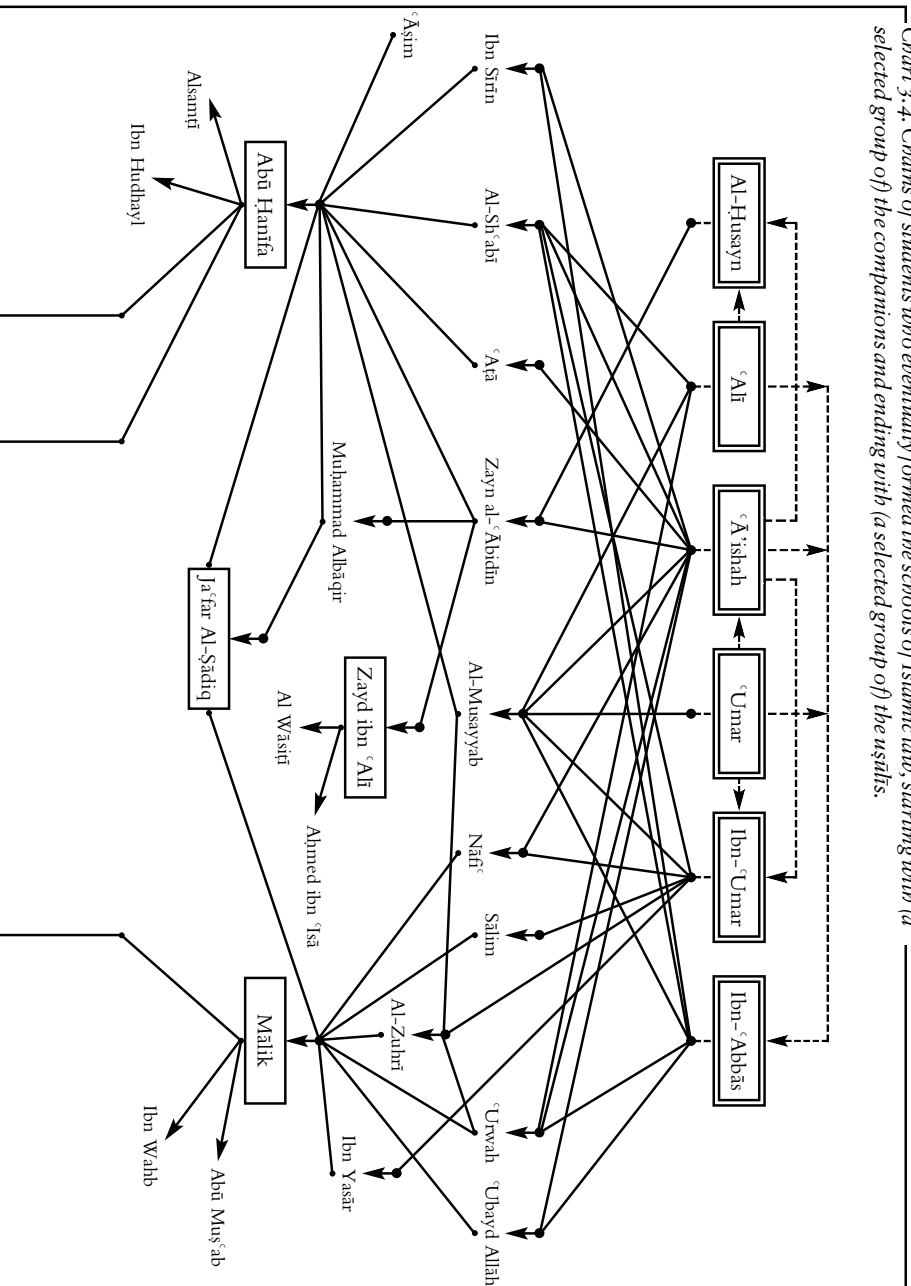 Chart 3.4. Chains of students who eventually formed the schools of Islamic law, starting with (a
selected group of) the companions and ending with (a selected group of) the uṣūlīs.
Al-Ḥusayn
ʿAlī
ʿĀ’ishah
ʿUmar
Ibn-ʿUmar
Ibn-ʿAbbās
Ibn Sīrīn
Al-Shʿabī
ʿAṭā
Zayn al-ʿĀbidīn
Al-Musayyab
Nāfiʿ
Sālim
ʿUrwah
ʿUbayd Allāh
ʿĀṣim
Muḥammad Albāqir
Al-Zuhrī
Ibn Yasār
Zayd ibn ʿAlī
Abū Ḥanīfa
Jaʿfar Al-Ṣādiq
Mālik
Al Wāsiṭī
Aḥmed ibn ʿIsā
Alsamṭī
Ibn Hudhayl
Ibn Wahb
Abū Muṣʿab